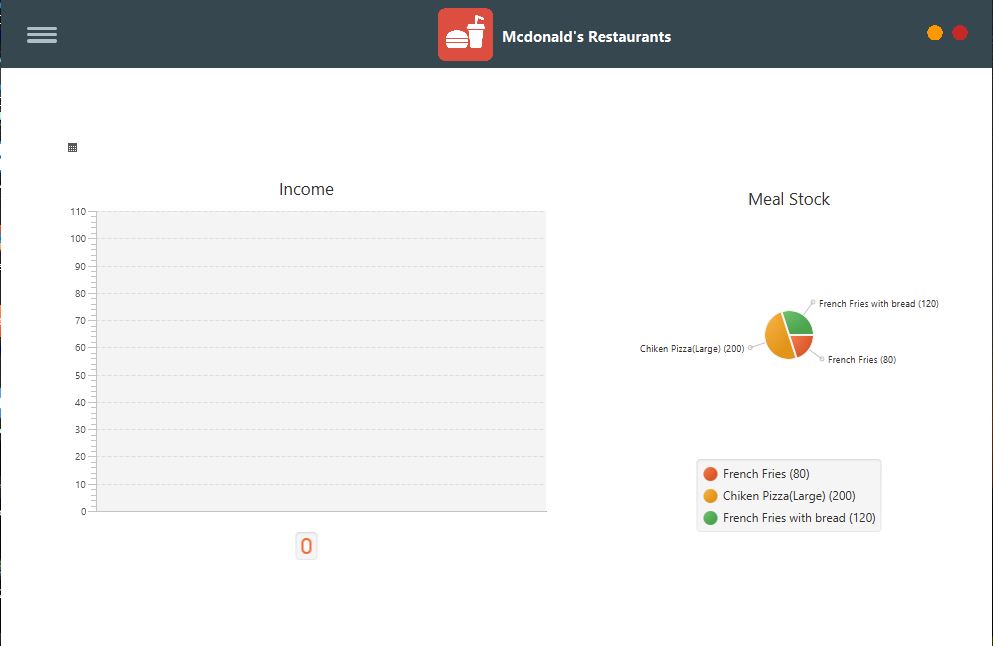 Mcdonald's Restaurants
Income
110
100
90
80
70
60
50
40
30
20
10
0
0
Meal Stock
French Fries with bread (120)
Chiken Pizza(Large) (200)
French Fries (80)
French Fries (80)
Chiken Pizza(Large) (200)
French Fries with bread (120)